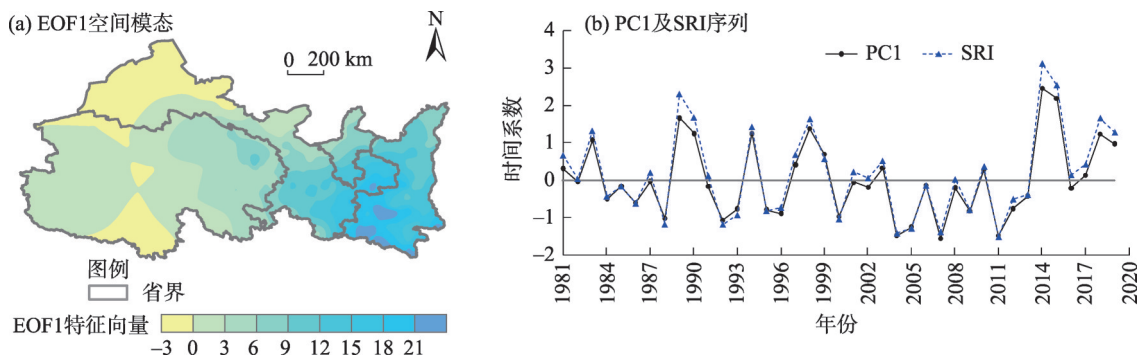 (a) EOF1空间模态
N
0 200 km
图例
省界
EOF1特征向量
−3 0 3 6 9 12 15 18 21
(b) PC1及SRI序列
PC1 SRI
时间系数
4
3
2
1
0
−1
−2
1981 1984 1987 1990 1993 1996 1999 2002 2005 2008 2011 2014 2017 2020
年份